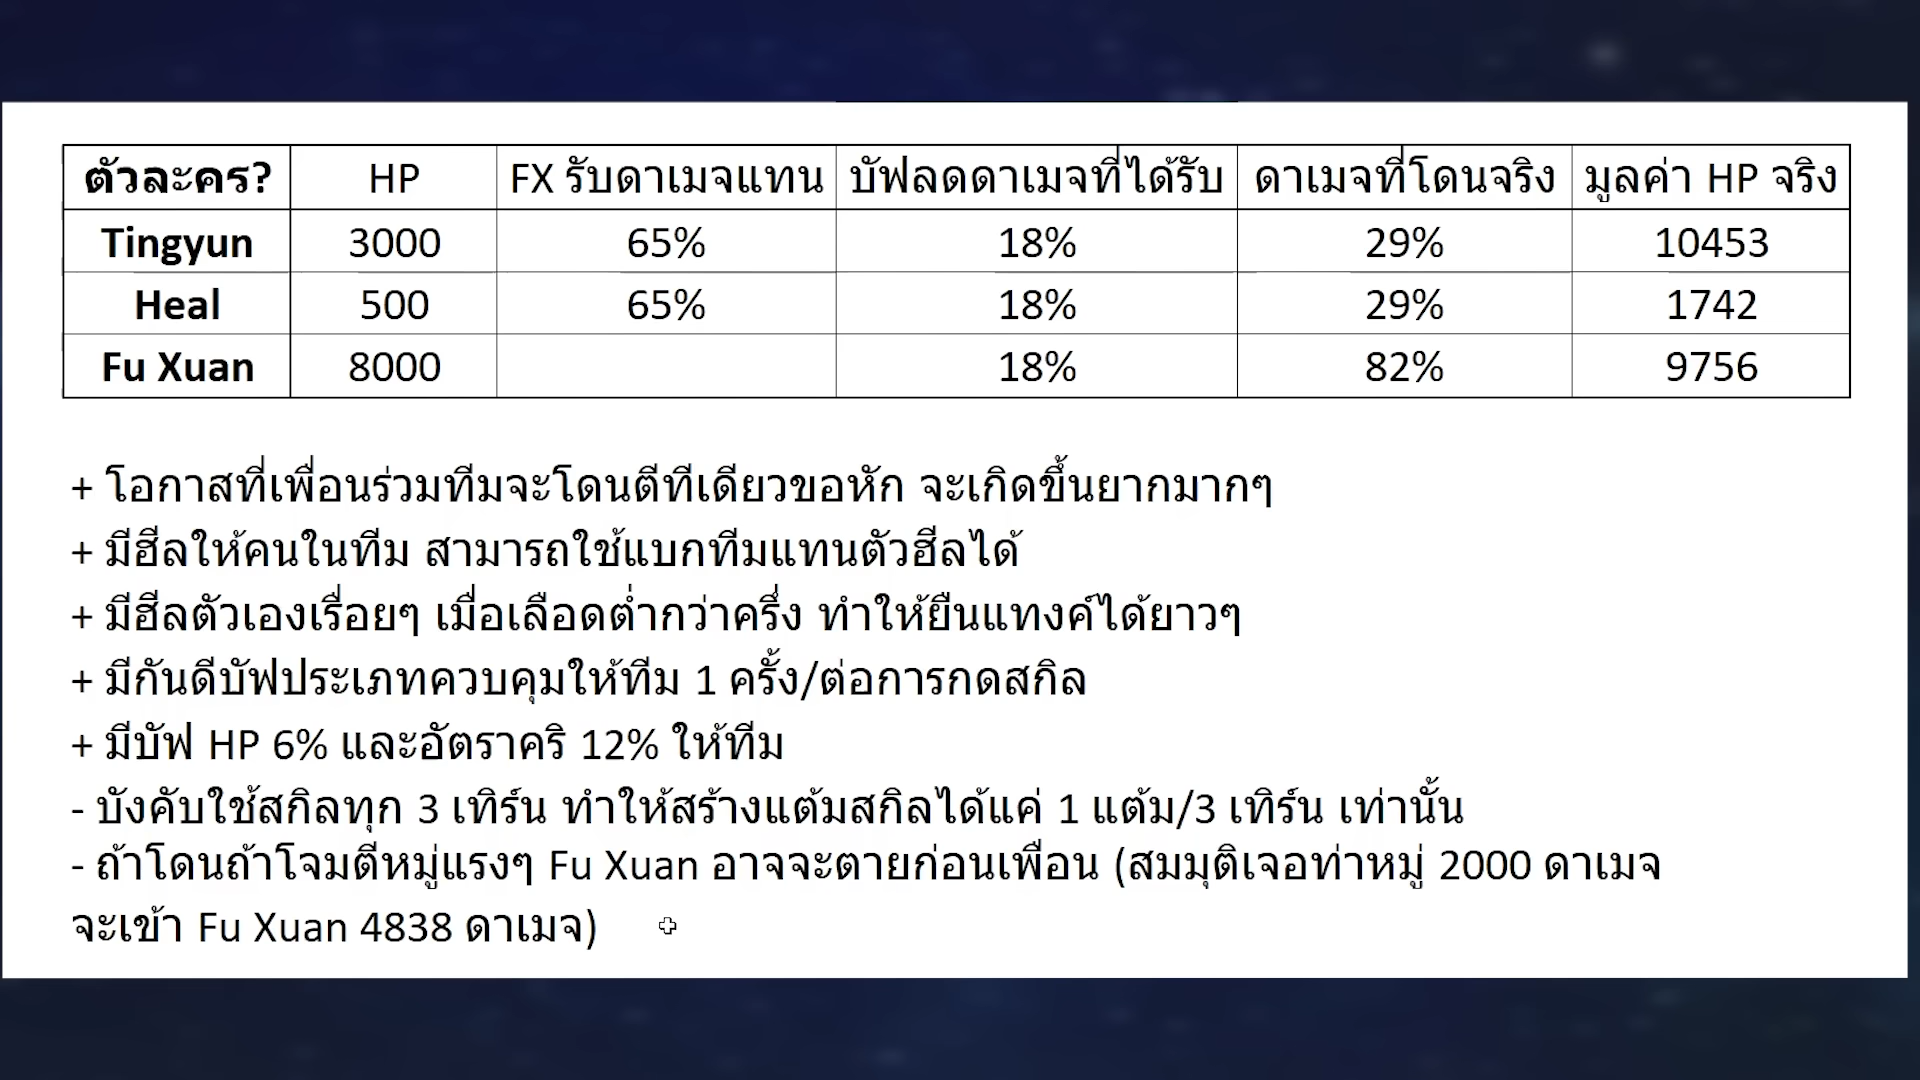 ตัวละคร? HP FX รับดาเมจแทน บัฟลดดาเมจที่ได้รับ ดาเมจที่โดนจริง มูลค่า HP จริง
Tingyun 3000 65% 18% 29% 10453
Heal 500 65% 18% 29% 1742
Fu Xuan 8000 18% 82% 9756
+ โอกาสที่เพื่อนร่วมทีมจะโดนตีทีเดียวขอหัก จะเกิดขึ้นยากมากๆ
+ มีฮีลให้คนในทีม สามารถใช้แบกทีมแทนตัวฮีลได้
+ มีฮีลตัวเองเรื่อยๆ เมื่อเลือดต่ำกว่าครึ่ง ทำให้ยืนแทงค์ได้ยาวๆ
+ มีกันดีบัฟประเภทควบคุมให้ทีม 1 ครั้ง/ต่อการกดสกิล
+ มีบัฟ HP 6% และอัตราคริ 12% ให้ทีม
- บังคับใช้สกิลทุก 3 เทิร์น ทำให้สร้างแต้มสกิลได้แค่ 1 แต้ม/3 เทิร์น เท่านั้น
- ถ้าโดนถ้าโจมตีหมู่แรงๆ Fu Xuan อาจจะตายก่อนเพื่อน (สมมุติเจอท่าหมู่ 2000 ดาเมจ
จะเข้า Fu Xuan 4838 ดาเมจ)